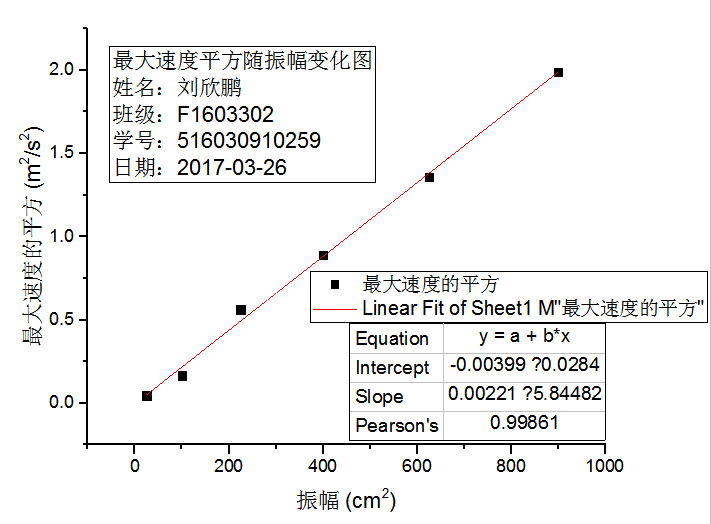 最大速度平方随振幅变化图
姓名：刘欣鹏
班级：F1603302
学号：516030910259
日期：2017-03-26
最大速度的平方 (m²/s²)
2.0
1.5
1.0
0.5
0.0
最大速度的平方
Linear Fit of Sheet1 M"最大速度的平方"
Equation y = a + b*x
Intercept -0.00399 ?0.0284
Slope 0.00221 ?5.84482
Pearson's 0.99861
0 200 400 600 800 1000
振幅 (cm²)